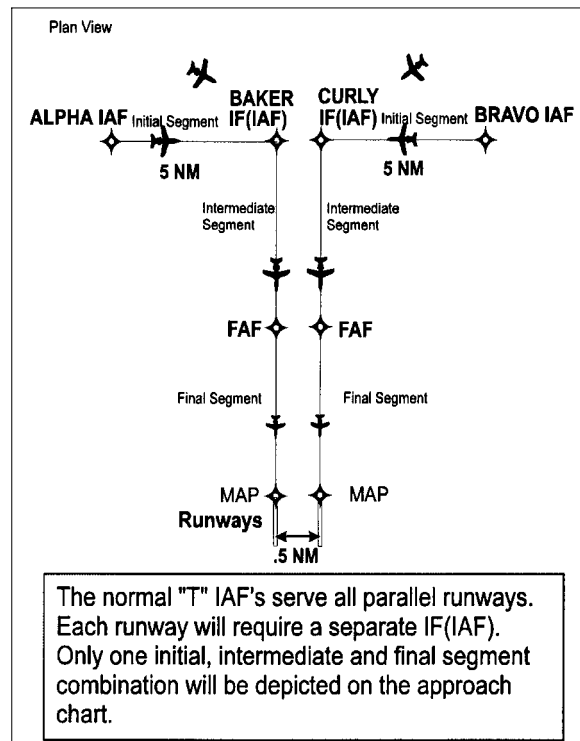 Plan View
BAKER CURLY
ALPHA IAF Initial Segment IF(IAF) IF(IAF) Initial Segment BRAVO IAF
5 NM 5 NM
Intermediate Intermediate
Segment Segment
FAF FAF
Final Segment Final Segment
MAP MAP
Runways
.5 NM
The normal "T" IAF's serve all parallel runways.
Each runway will require a separate IF(IAF).
Only one initial, intermediate and final segment
combination will be depicted on the approach
chart.